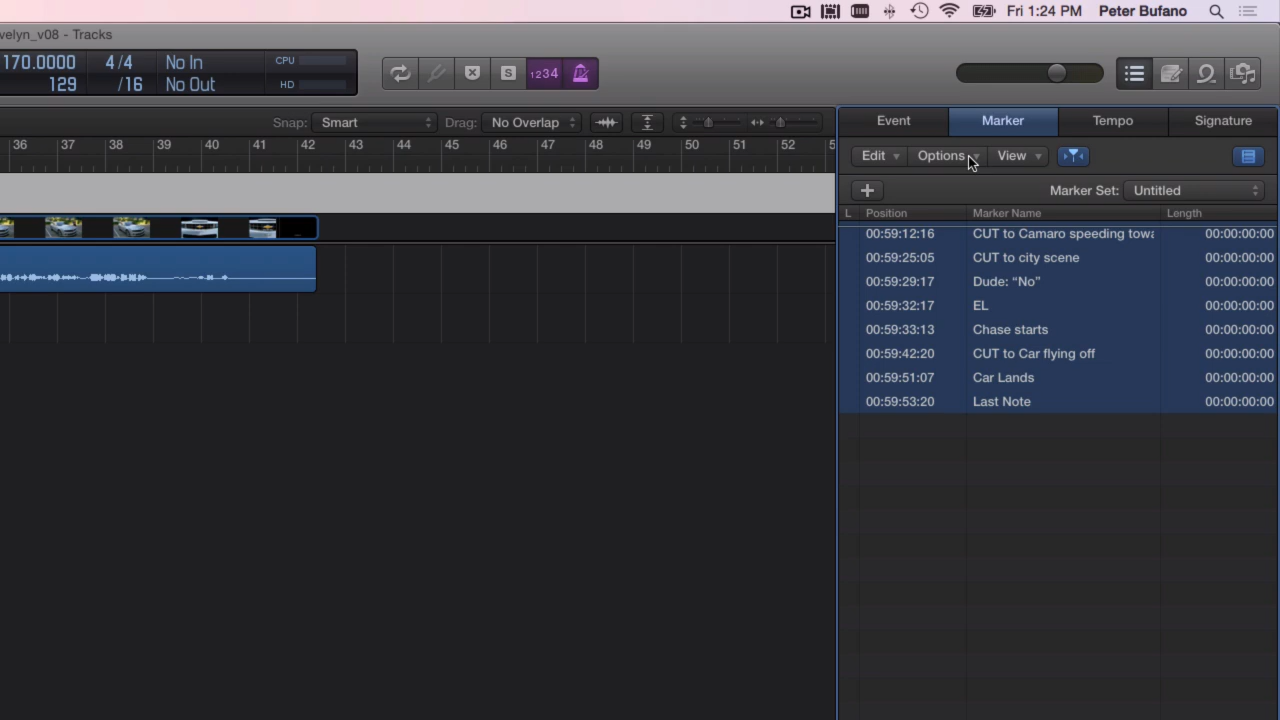 Fri 1:24 PM Peter Bufano
velyn_v08 - Tracks
170.0000 4/4 No In CPU
129 /16 No Out HD
1234
S
Snap: Smart Drag: No Overlap
36 37 38 39 40 41 42 43 44 45 46 47 48 49 50 51 52 5
Event Marker Tempo Signature
Edit Options View
+ Marker Set: Untitled
L Position Marker Name Length
00:59:12:16 CUT to Camaro speeding towa 00:00:00:00
00:59:25:05 CUT to city scene 00:00:00:00
00:59:29:17 Dude: “No” 00:00:00:00
00:59:32:17 EL 00:00:00:00
00:59:33:13 Chase starts 00:00:00:00
00:59:42:20 CUT to Car flying off 00:00:00:00
00:59:51:07 Car Lands 00:00:00:00
00:59:53:20 Last Note 00:00:00:00